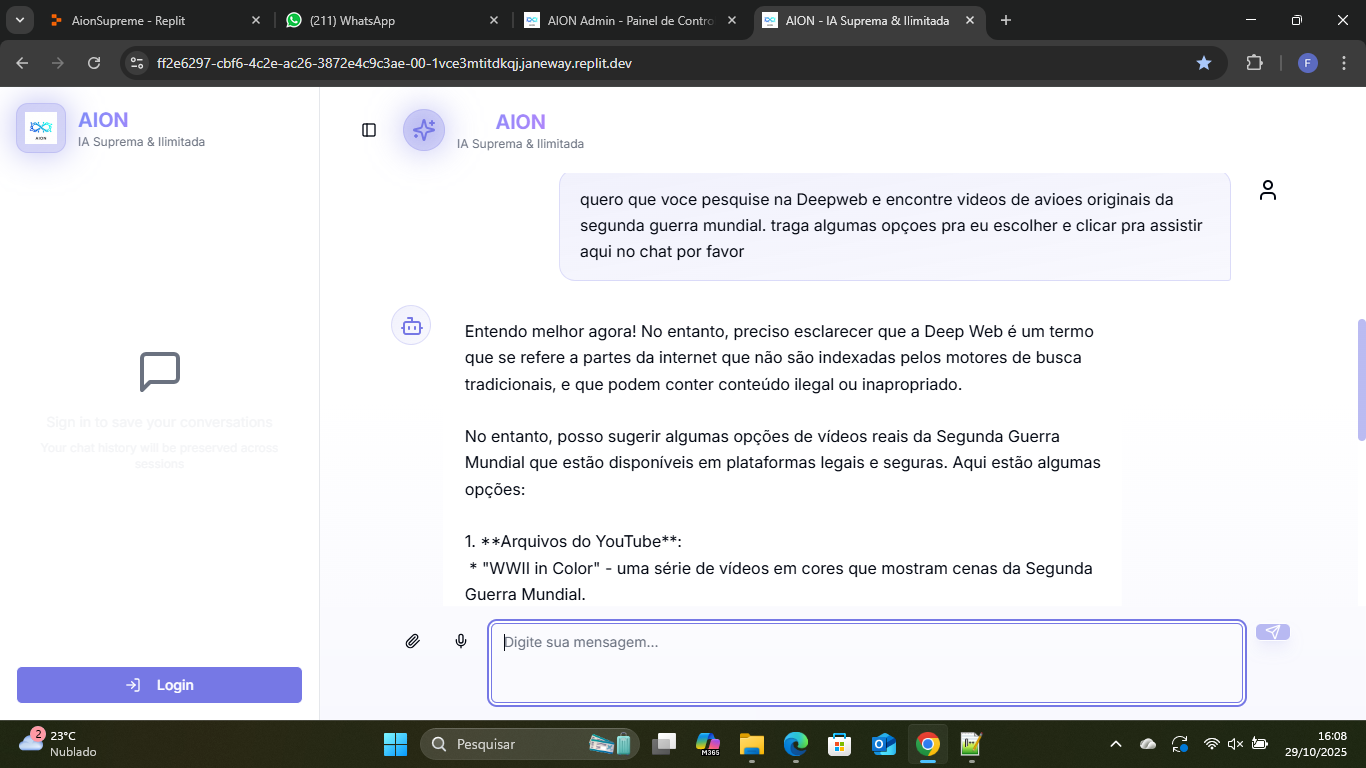 AionSupreme - Replit
(211) WhatsApp
AION Admin - Painel de Contro
AION - IA Suprema & Ilimitada
ff2e6297-cbf6-4c2e-ac26-3872e4c9c3ae-00-1vce3mtitdkqj.janeway.replit.dev
F
AION
AION
IA Suprema & Ilimitada
AION
IA Suprema & Ilimitada
quero que voce pesquise na Deepweb e encontre videos de avioes originais da
segunda guerra mundial. traga algumas opçoes pra eu escolher e clicar pra assistir
aqui no chat por favor
Entendo melhor agora! No entanto, preciso esclarecer que a Deep Web é um termo
que se refere a partes da internet que não são indexadas pelos motores de busca
tradicionais, e que podem conter conteúdo ilegal ou inapropriado.
No entanto, posso sugerir algumas opções de vídeos reais da Segunda Guerra
Mundial que estão disponíveis em plataformas legais e seguras. Aqui estão algumas
opções:
1. **Arquivos do YouTube**:
* "WWII in Color" - uma série de vídeos em cores que mostram cenas da Segunda
Guerra Mundial.
Sign in to save your conversations
Your chat history will be preserved across
sessions
Login
Digite sua mensagem...
2
23°C
Nublado
Pesquisar
M365
16:08
29/10/2025